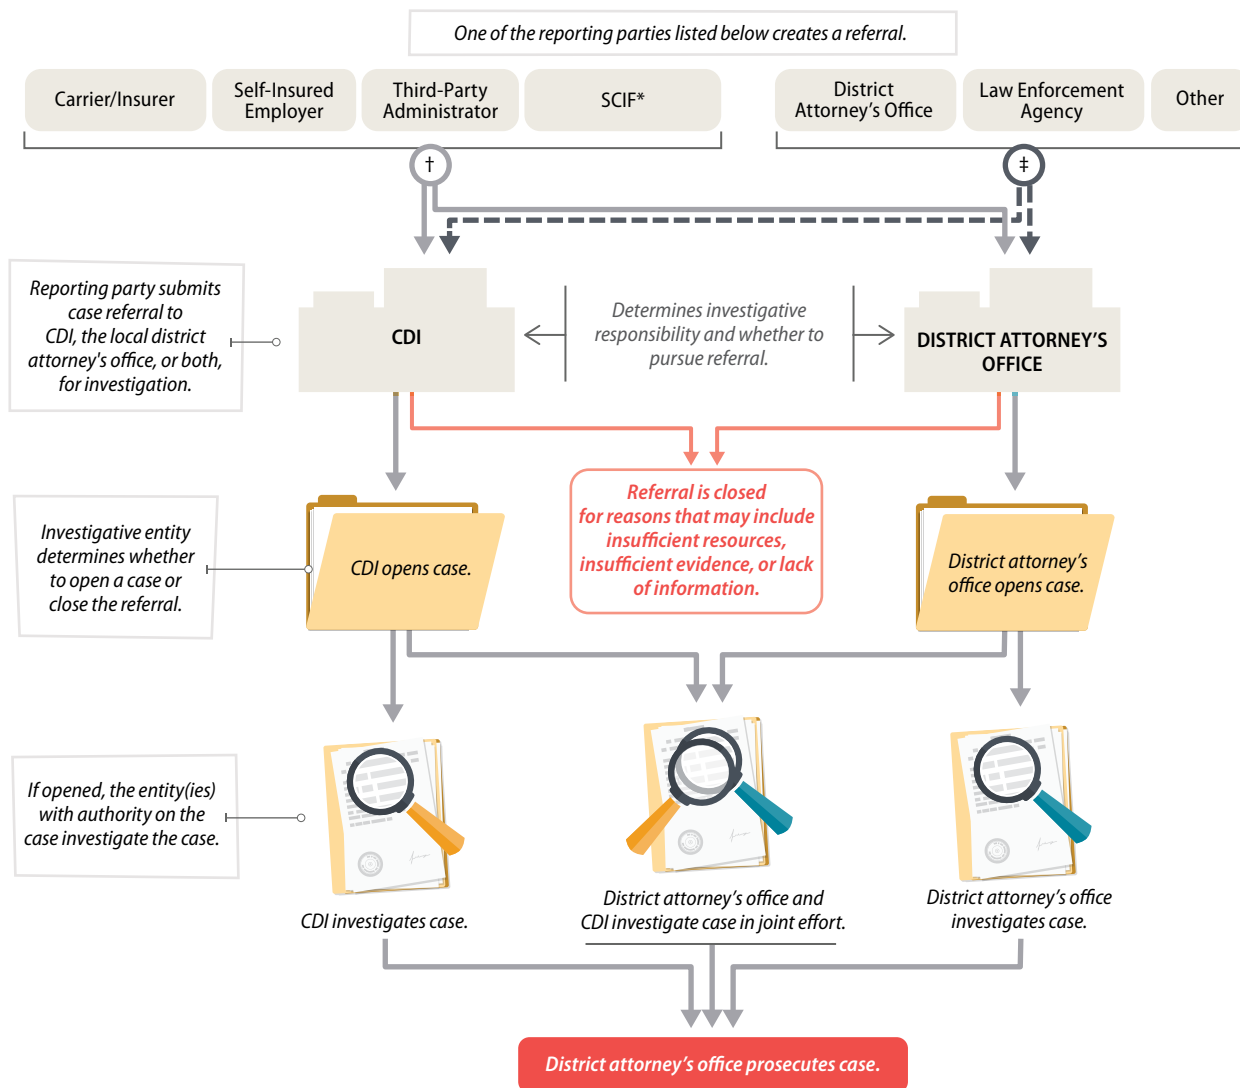 One of the reporting parties listed below creates a referral.
Carrier/Insurer
Self-Insured
Employer
Third-Party
Administrator
SCIF*
District
Attorney's Office
Law Enforcement
Agency
Other
†
‡
Reporting party submits
case referral to
CDI, the local district
attorney's office, or both,
for investigation.
CDI
Determines investigative
responsibility and whether to
pursue referral.
DISTRICT ATTORNEY'S
OFFICE
Investigative entity
determines whether
to open a case or
close the referral.
CDI opens case.
Referral is closed
for reasons that may include
insufficient resources,
insufficient evidence, or lack
of information.
District attorney's
office opens case.
If opened, the entity(ies)
with authority on the
case investigate the case.
CDI investigates case.
District attorney's office and
CDI investigate case in joint effort.
District attorney's office
investigates case.
District attorney's office prosecutes case.